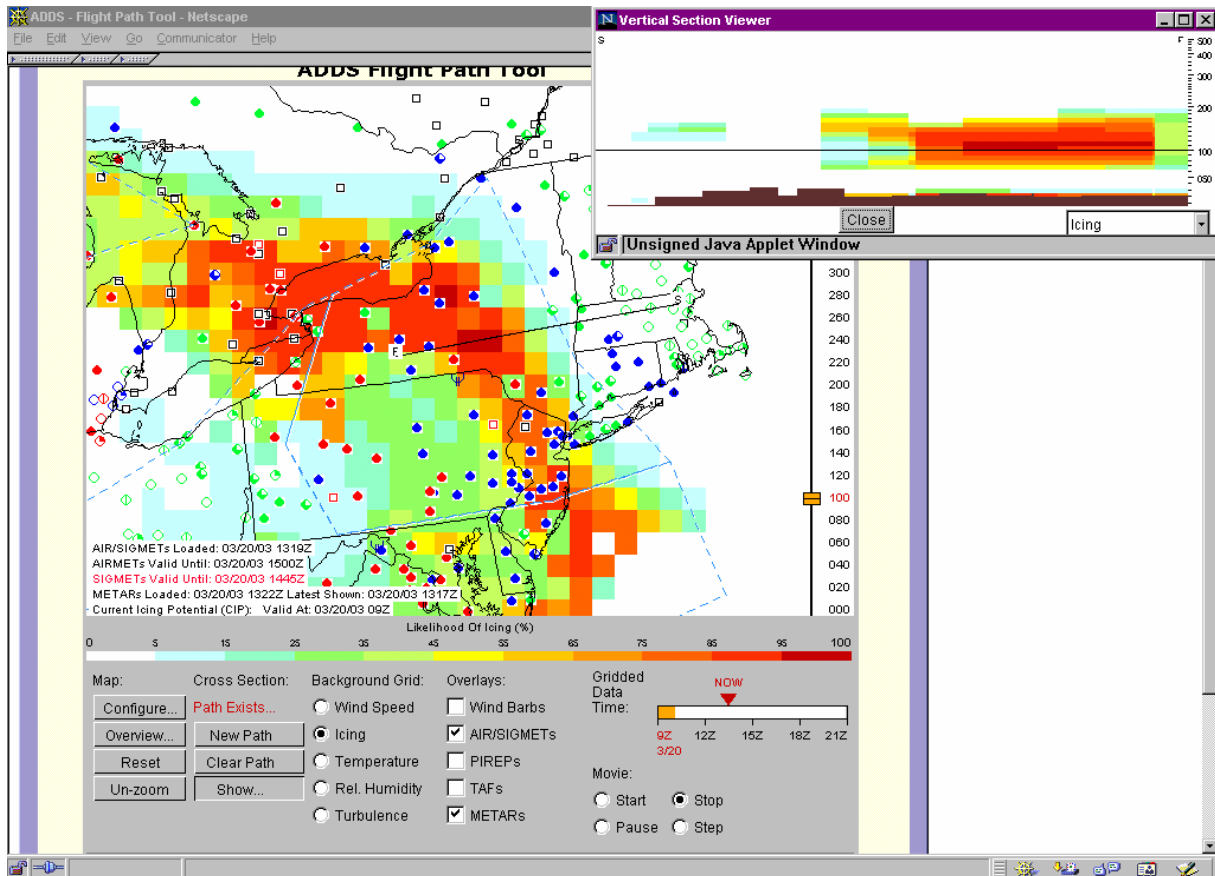 ADDS - Flight Path Tool - Netscape
File Edit View Go Communicator Help
ADDS Flight Path Tool
Vertical Section Viewer
S
F
500
400
300
200
100
050
Close
Icing
Unsigned Java Applet Window
S
F
300
280
260
240
220
200
180
160
140
120
100
080
060
040
020
000
AIR/SIGMETs Loaded: 03/20/03 1319Z
AIRMETs Valid Until: 03/20/03 1500Z
SIGMETs Valid Until: 03/20/03 1445Z
METARs Loaded: 03/20/03 1322Z Latest Shown: 03/20/03 1317Z
Current Icing Potential (CIP): Valid At: 03/20/03 09Z
Likelihood Of Icing (%)
0 5 15 25 35 45 55 65 75 85 100
Map:
Configure...
Overview...
Reset
Un-zoom
Cross Section:
Path Exists...
New Path
Clear Path
Show...
Background Grid:
Wind Speed
Icing
Temperature
Rel. Humidity
Turbulence
Overlays:
Wind Barbs
AIR/SIGMETs
PIREPs
TAFs
METARs
Gridded
Data
Time:
NOW
9Z 12Z 15Z 18Z 21Z
3/20
Movie:
Start Stop
Pause Step